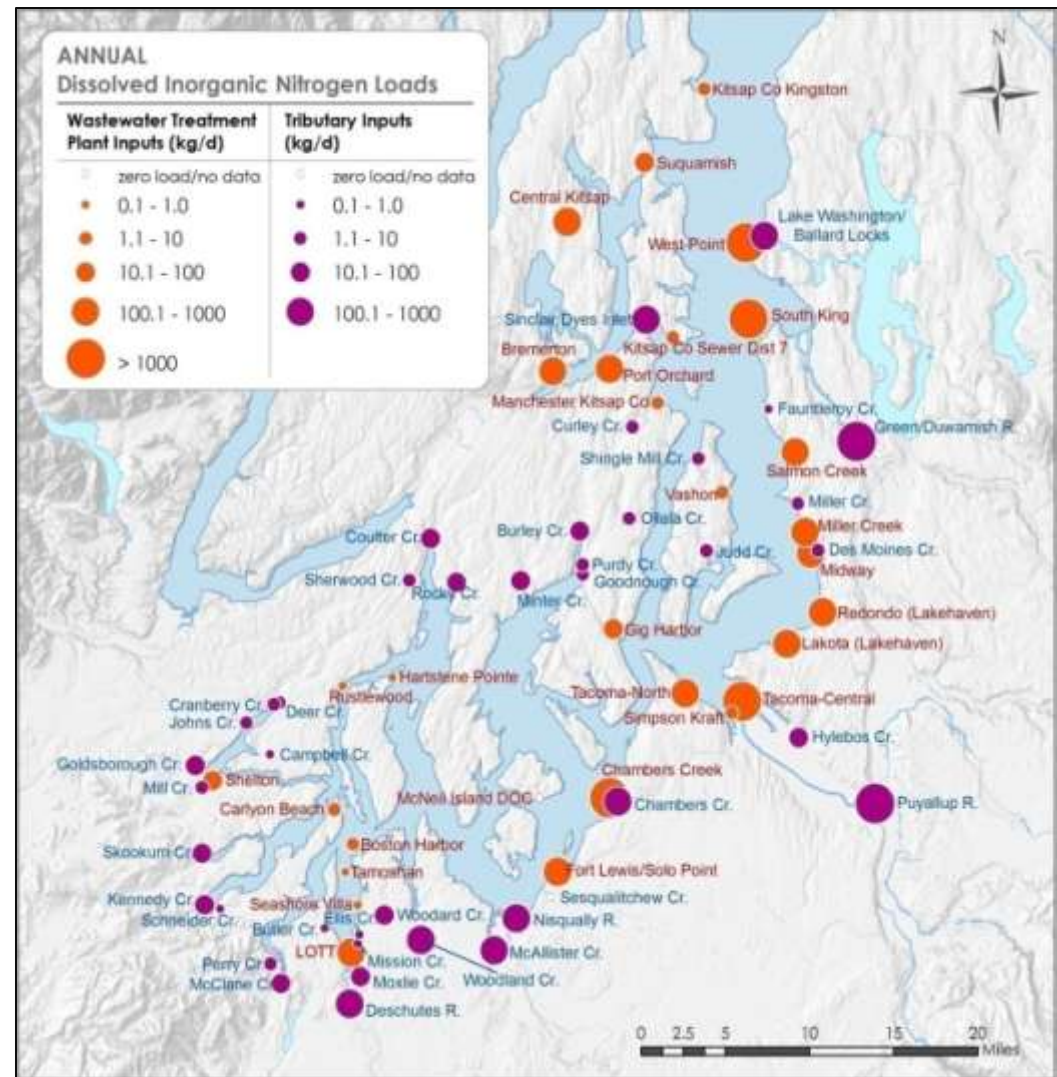 ANNUAL
Dissolved Inorganic Nitrogen Loads
Wastewater Treatment
Plant Inputs (kg/d)
zero load/no data
0.1 - 1.0
1.1 - 10
10.1 - 100
100.1 - 1000
> 1000
Tributary Inputs
(kg/d)
zero load/no data
0.1 - 1.0
1.1 - 10
10.1 - 100
100.1 - 1000
N
Kitsap Co Kingston
Suquamish
Central Kitsap
Lake Washington/
Ballard Locks
West-Point
Sinclair Dyes Inlet
South King
Bremerton
Kitsap Co Sewer Dist 7
Port Orchard
Manchester Kitsap Co
Fauntleroy Cr.
Curley Cr.
Green/Duwamish R.
Shingle Mill Cr.
Salmon Creek
Vashon
Miller Cr.
Olalla Cr.
Burley Cr.
Miller Creek
Coulter Cr.
Judd Cr.
Des Moines Cr.
Purdy Cr.
Midway
Sherwood Cr.
Rocky Cr.
Minter Cr.
Goodnough Cr.
Redondo (Lakehaven)
Gig Harbor
Lakota (Lakehaven)
Hartstene Pointe
Rustlewood
Tacoma-North
Tacoma-Central
Cranberry Cr.
Deer Cr.
Simpson Kraft
Johns Cr.
Hylebos Cr.
Campbell Cr.
Goldsborough Cr.
Chambers Creek
Shelton
Mill Cr.
McNeil Island DOC
Chambers Cr.
Puyallup R.
Carlyon Beach
Boston Harbor
Skookum Cr.
Tamoshan
Fort Lewis/Solo Point
Sesqualitchew Cr.
Kennedy Cr.
Seashore Villa
Schneider Cr.
Ellis Cr.
Woodard Cr.
Nisqually R.
Butler Cr.
LOTT
McAllister Cr.
Perry Cr.
Mission Cr.
McClane Cr.
Moxlie Cr.
Woodland Cr.
Deschutes R.
0 2.5 5 10 15 20
Miles